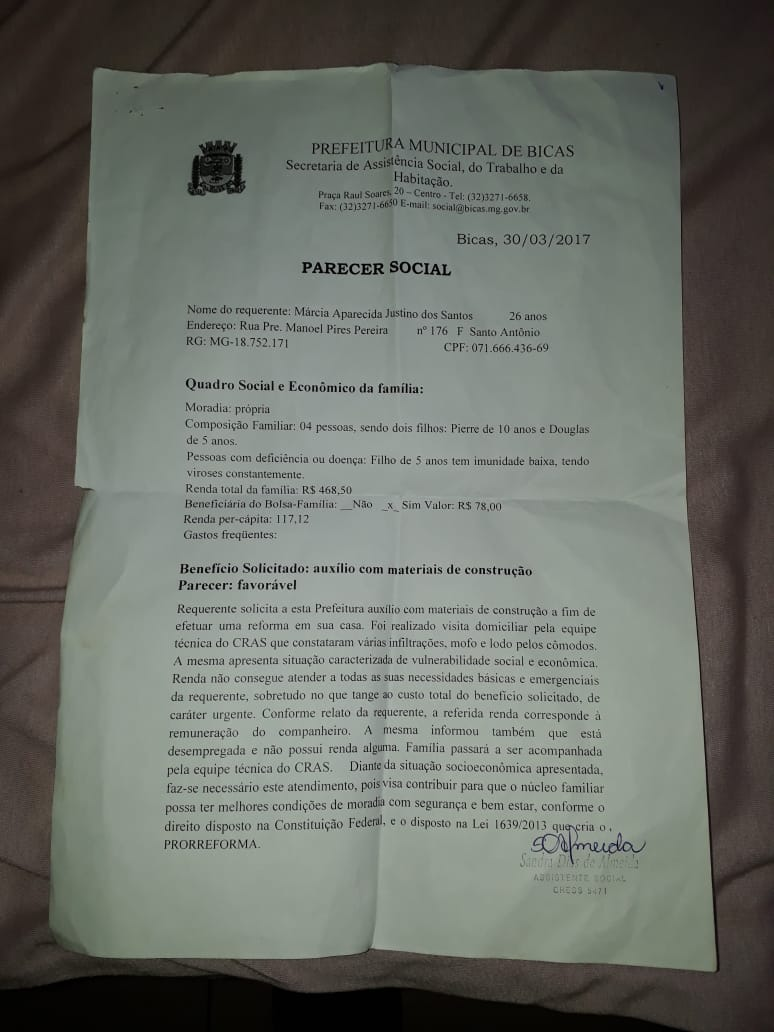 PREFEITURA MUNICIPAL DE BICAS
Secretaria de Assistência Social, do Trabalho e da
Habitação.
Praça Raul Soares, 20 – Centro - Tel: (32)3271-6658.
Fax: (32)3271-6650 E-mail: social@bicas.mg.gov.br
Bicas, 30/03/2017
PARECER SOCIAL
Nome do requerente: Márcia Aparecida Justino dos Santos 26 anos
Endereço: Rua Pre. Manoel Pires Pereira nº 176 F Santo Antônio
RG: MG-18.752.171 CPF: 071.666.436-69
Quadro Social e Econômico da família:
Moradia: própria
Composição Familiar: 04 pessoas, sendo dois filhos: Pierre de 10 anos e Douglas
de 5 anos.
Pessoas com deficiência ou doença: Filho de 5 anos tem imunidade baixa, tendo
viroses constantemente.
Renda total da família: R$ 468,50
Beneficiária do Bolsa-Família: __Não _x_ Sim Valor: R$ 78,00
Renda per-cápita: 117,12
Gastos freqüentes:
Benefício Solicitado: auxílio com materiais de construção
Parecer: favorável
Requerente solicita a esta Prefeitura auxílio com materiais de construção a fim de
efetuar uma reforma em sua casa. Foi realizado visita domiciliar pela equipe
técnica do CRAS que constataram várias infiltrações, mofo e lodo pelos cômodos.
A mesma apresenta situação caracterizada de vulnerabilidade social e econômica.
Renda não consegue atender a todas as suas necessidades básicas e emergenciais
da requerente, sobretudo no que tange ao custo total do benefício solicitado, de
caráter urgente. Conforme relato da requerente, a referida renda corresponde à
remuneração do companheiro. A mesma informou também que está
desempregada e não possui renda alguma. Família passará a ser acompanhada
pela equipe técnica do CRAS. Diante da situação socioeconômica apresentada,
faz-se necessário este atendimento, pois visa contribuir para que o núcleo familiar
possa ter melhores condições de moradia com segurança e bem estar, conforme o
direito disposto na Constituição Federal, e o disposto na Lei 1639/2013 que cria o
PRORREFORMA.
SDAlmeida
Sandra Dias de Almeida
ASSISTENTE SOCIAL
CRESS 5471